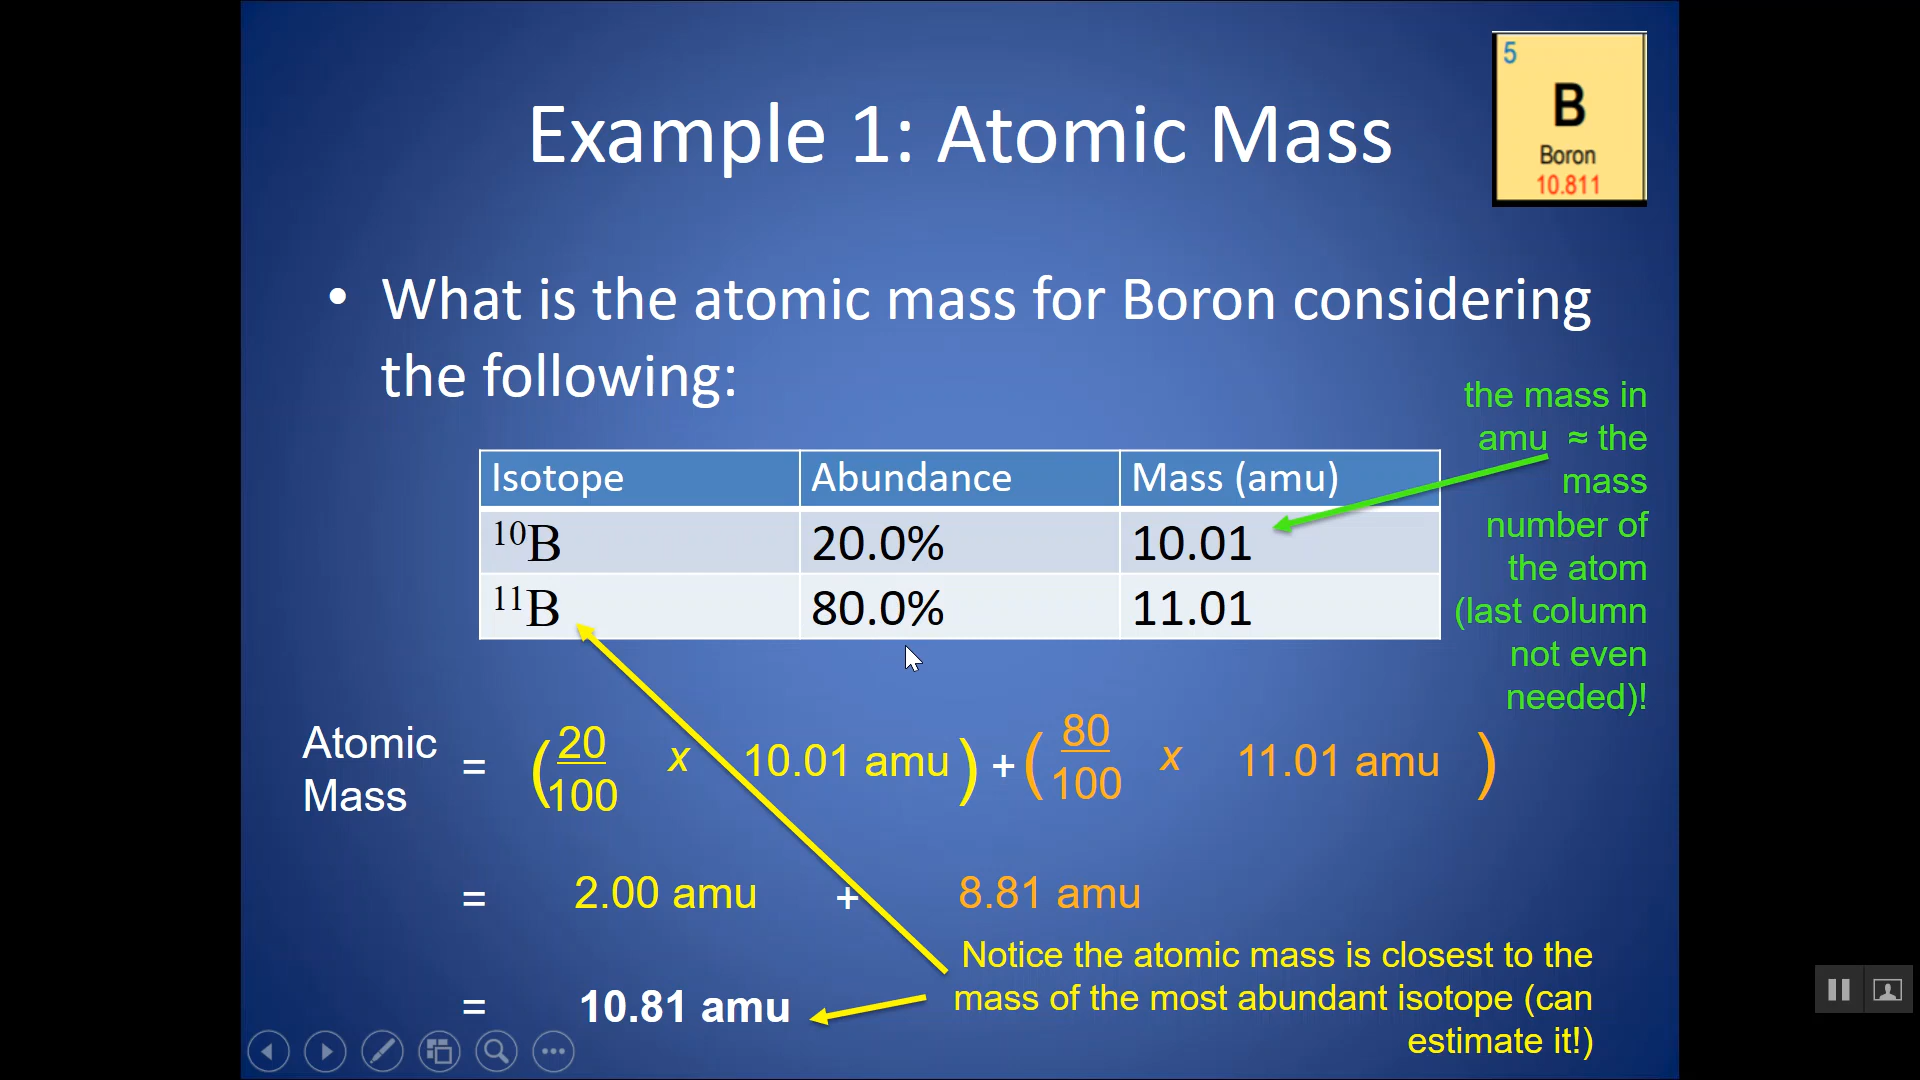 5
B
Boron
10.811
Example 1: Atomic Mass
• What is the atomic mass for Boron considering
the following:
the mass in
amu ≈ the
mass
number of
the atom
(last column
not even
needed)!
Isotope Abundance Mass (amu)
¹⁰B 20.0% 10.01
¹¹B 80.0% 11.01
Atomic
Mass
= (20/100 x 10.01 amu) + (80/100 x 11.01 amu)
= 2.00 amu + 8.81 amu
= 10.81 amu
Notice the atomic mass is closest to the
mass of the most abundant isotope (can
estimate it!)